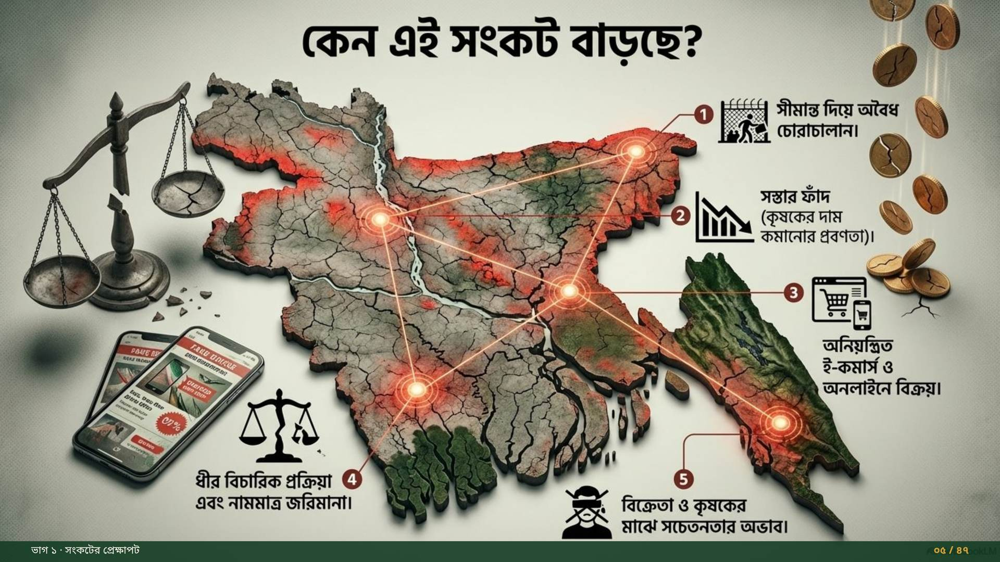 কেন এই সংকট বাড়ছে?
1
সীমান্ত দিয়ে অবৈধ
চোরাচালান।
2
সস্তার ফাঁদ
(কৃষকের দাম
কমানোর প্রবণতা)।
3
অনিয়ন্ত্রিত
ই-কমার্স ও
অনলাইনে বিক্রয়।
4
ধীর বিচারিক প্রক্রিয়া
এবং নামমাত্র জরিমানা।
5
বিক্রেতা ও কৃষকের
মাঝে সচেতনতার অভাব।
ভাগ ১ · সংকটের প্রেক্ষাপট
০৫ / ৪৭